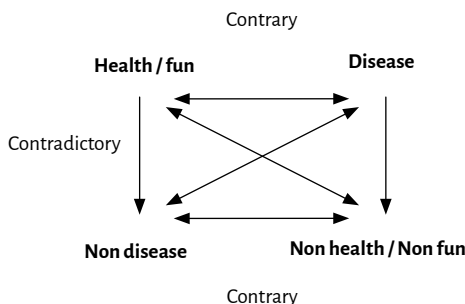 Contrary
Health / fun
Disease
Contradictory
Non disease
Non health / Non fun
Contrary